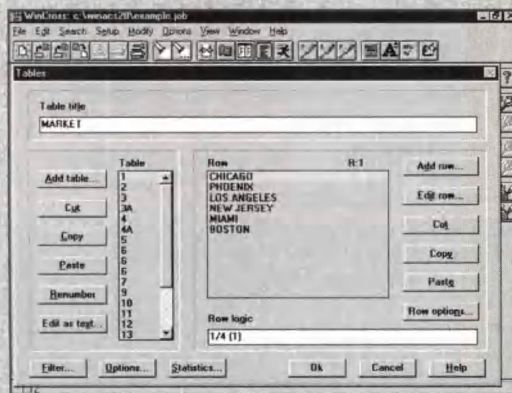 WinCross: c:\winacs20\example.job
File Edit Search Setup Modify Options View Window Help
Tables
Table title
MARKET
Table
Add table...
Cut
Copy
Paste
Renumber
Edit as text...
1
2
3
3A
4
4A
5
6
6
6
7
9
10
11
12
13
Row R:1
CHICAGO
PHOENIX
LOS ANGELES
NEW JERSEY
MIAMI
BOSTON
Add row...
Edit row...
Cut
Copy
Paste
Row options...
Row logic
1/4 (1)
Filter... Options... Statistics... Ok Cancel Help